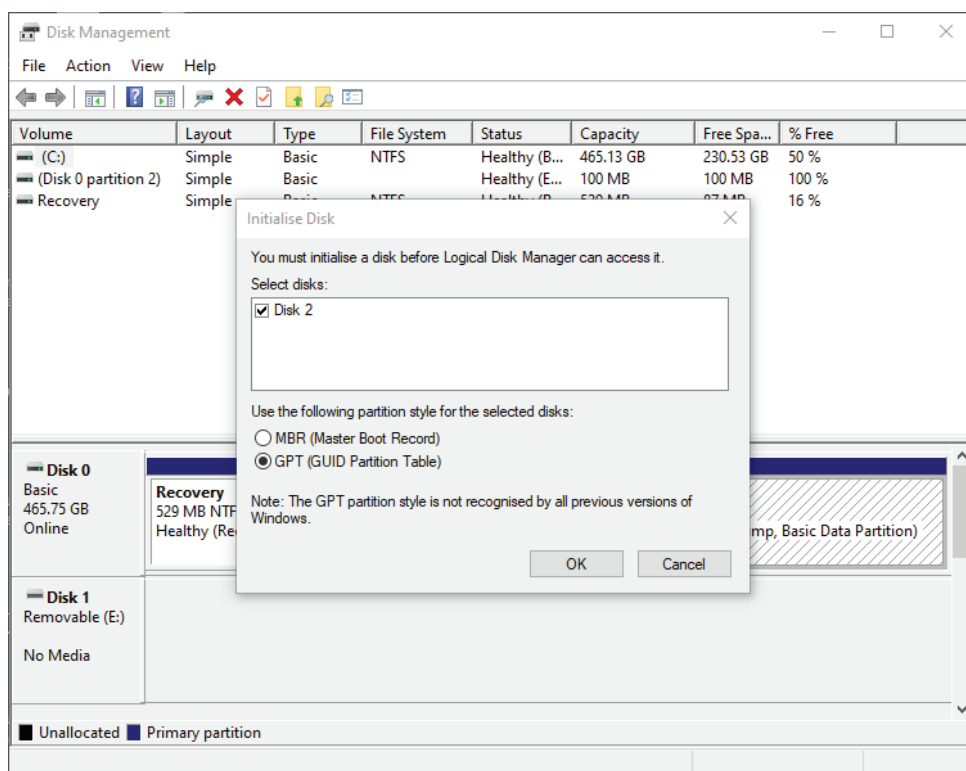 Disk Management
File Action View Help
Volume Layout Type File System Status Capacity Free Spa... % Free
(C:) Simple Basic NTFS Healthy (B... 465.13 GB 230.53 GB 50 %
(Disk 0 partition 2) Simple Basic Healthy (E... 100 MB 100 MB 100 %
Recovery Simple 16 %
Initialise Disk
You must initialise a disk before Logical Disk Manager can access it.
Select disks:
Disk 2
Use the following partition style for the selected disks:
MBR (Master Boot Record)
GPT (GUID Partition Table)
Note: The GPT partition style is not recognised by all previous versions of
Windows.
OK Cancel
Disk 0
Basic
465.75 GB
Online
Recovery
529 MB NTF
Healthy (Re
mp, Basic Data Partition)
Disk 1
Removable (E:)
No Media
Unallocated Primary partition